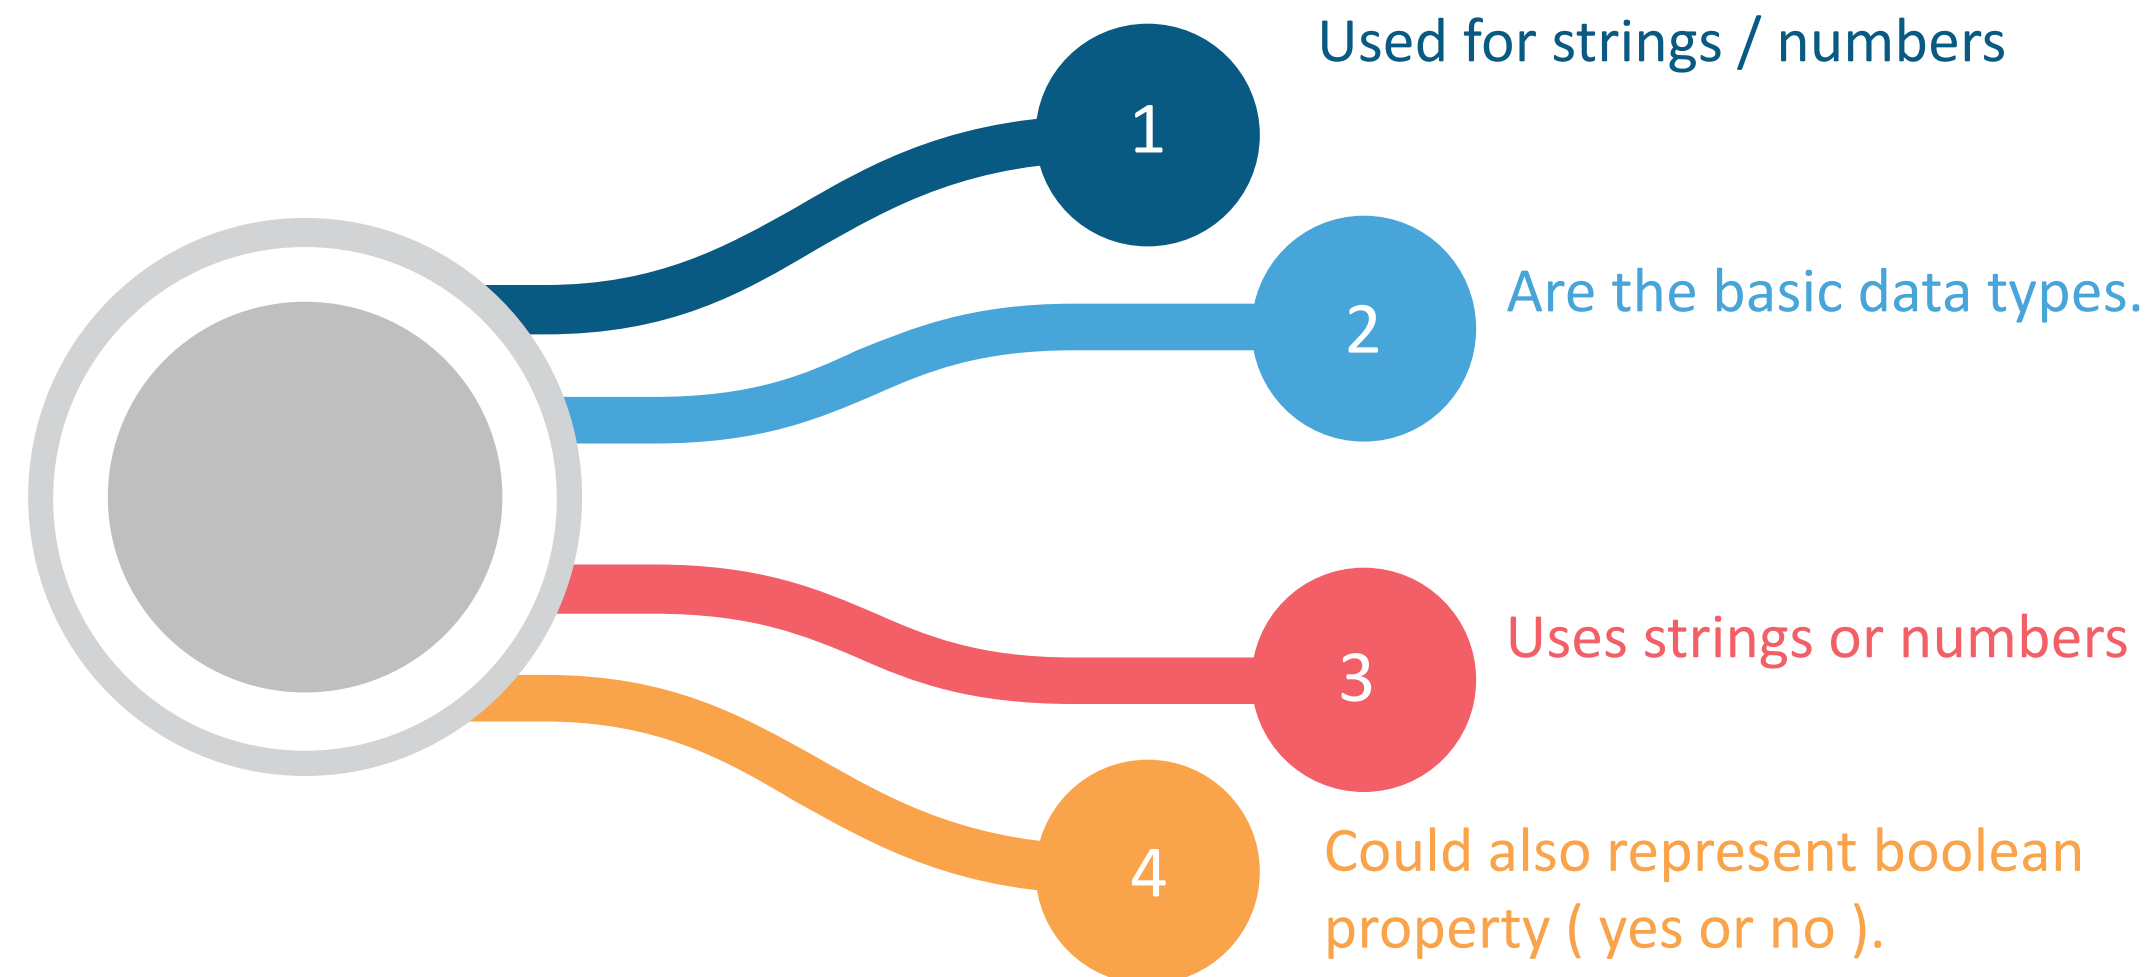 Used for strings / numbers
1
2
Are the basic data types.
3
Uses strings or numbers
4
Could also represent boolean
property ( yes or no ).